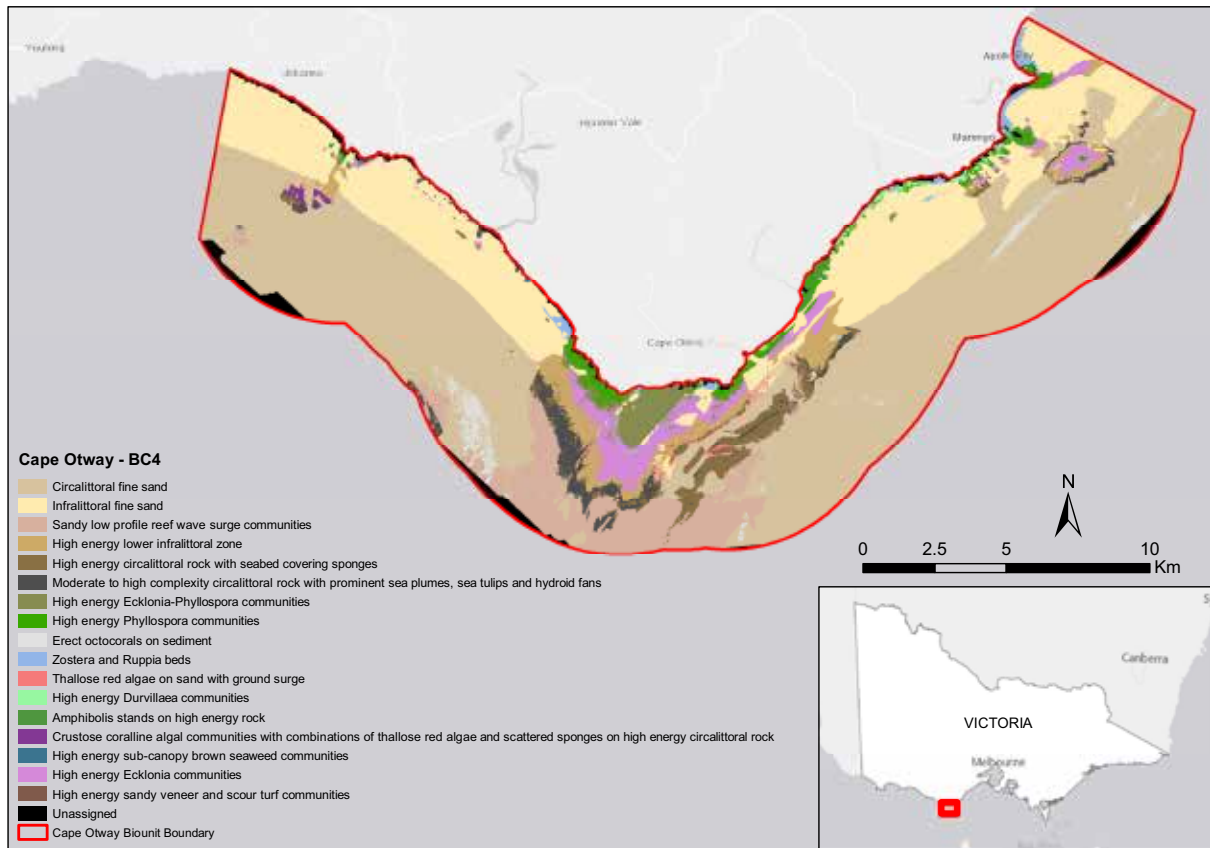 Apollo Bay
Marengo
Cape Otway
Cape Otway - BC4
Circalittoral fine sand
Infralittoral fine sand
Sandy low profile reef wave surge communities
High energy lower infralittoral zone
High energy circalittoral rock with seabed covering sponges
Moderate to high complexity circalittoral rock with prominent sea plumes, sea tulips and hydroid fans
High energy Ecklonia-Phyllospora communities
High energy Phyllospora communities
Erect octocorals on sediment
Zostera and Ruppia beds
Thallose red algae on sand with ground surge
High energy Durvillaea communities
Amphibolis stands on high energy rock
Crustose coralline algal communities with combinations of thallose red algae and scattered sponges on high energy circalittoral rock
High energy sub-canopy brown seaweed communities
High energy Ecklonia communities
High energy sandy veneer and scour turf communities
Unassigned
Cape Otway Biounit Boundary
N
0 2.5 5 10
Km
Canberra
VICTORIA
Melbourne